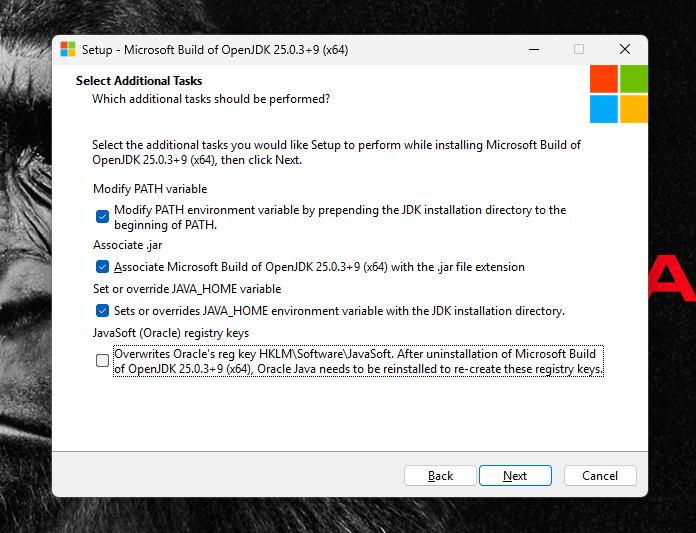 Setup - Microsoft Build of OpenJDK 25.0.3+9 (x64)
Select Additional Tasks
Which additional tasks should be performed?
Select the additional tasks you would like Setup to perform while installing Microsoft Build of
OpenJDK 25.0.3+9 (x64), then click Next.
Modify PATH variable
Modify PATH environment variable by prepending the JDK installation directory to the
beginning of PATH.
Associate .jar
Associate Microsoft Build of OpenJDK 25.0.3+9 (x64) with the .jar file extension
Set or override JAVA_HOME variable
Sets or overrides JAVA_HOME environment variable with the JDK installation directory.
JavaSoft (Oracle) registry keys
Overwrites Oracle's reg key HKLM\Software\JavaSoft. After uninstallation of Microsoft Build
of OpenJDK 25.0.3+9 (x64), Oracle Java needs to be reinstalled to re-create these registry keys.
A
Back
Next
Cancel